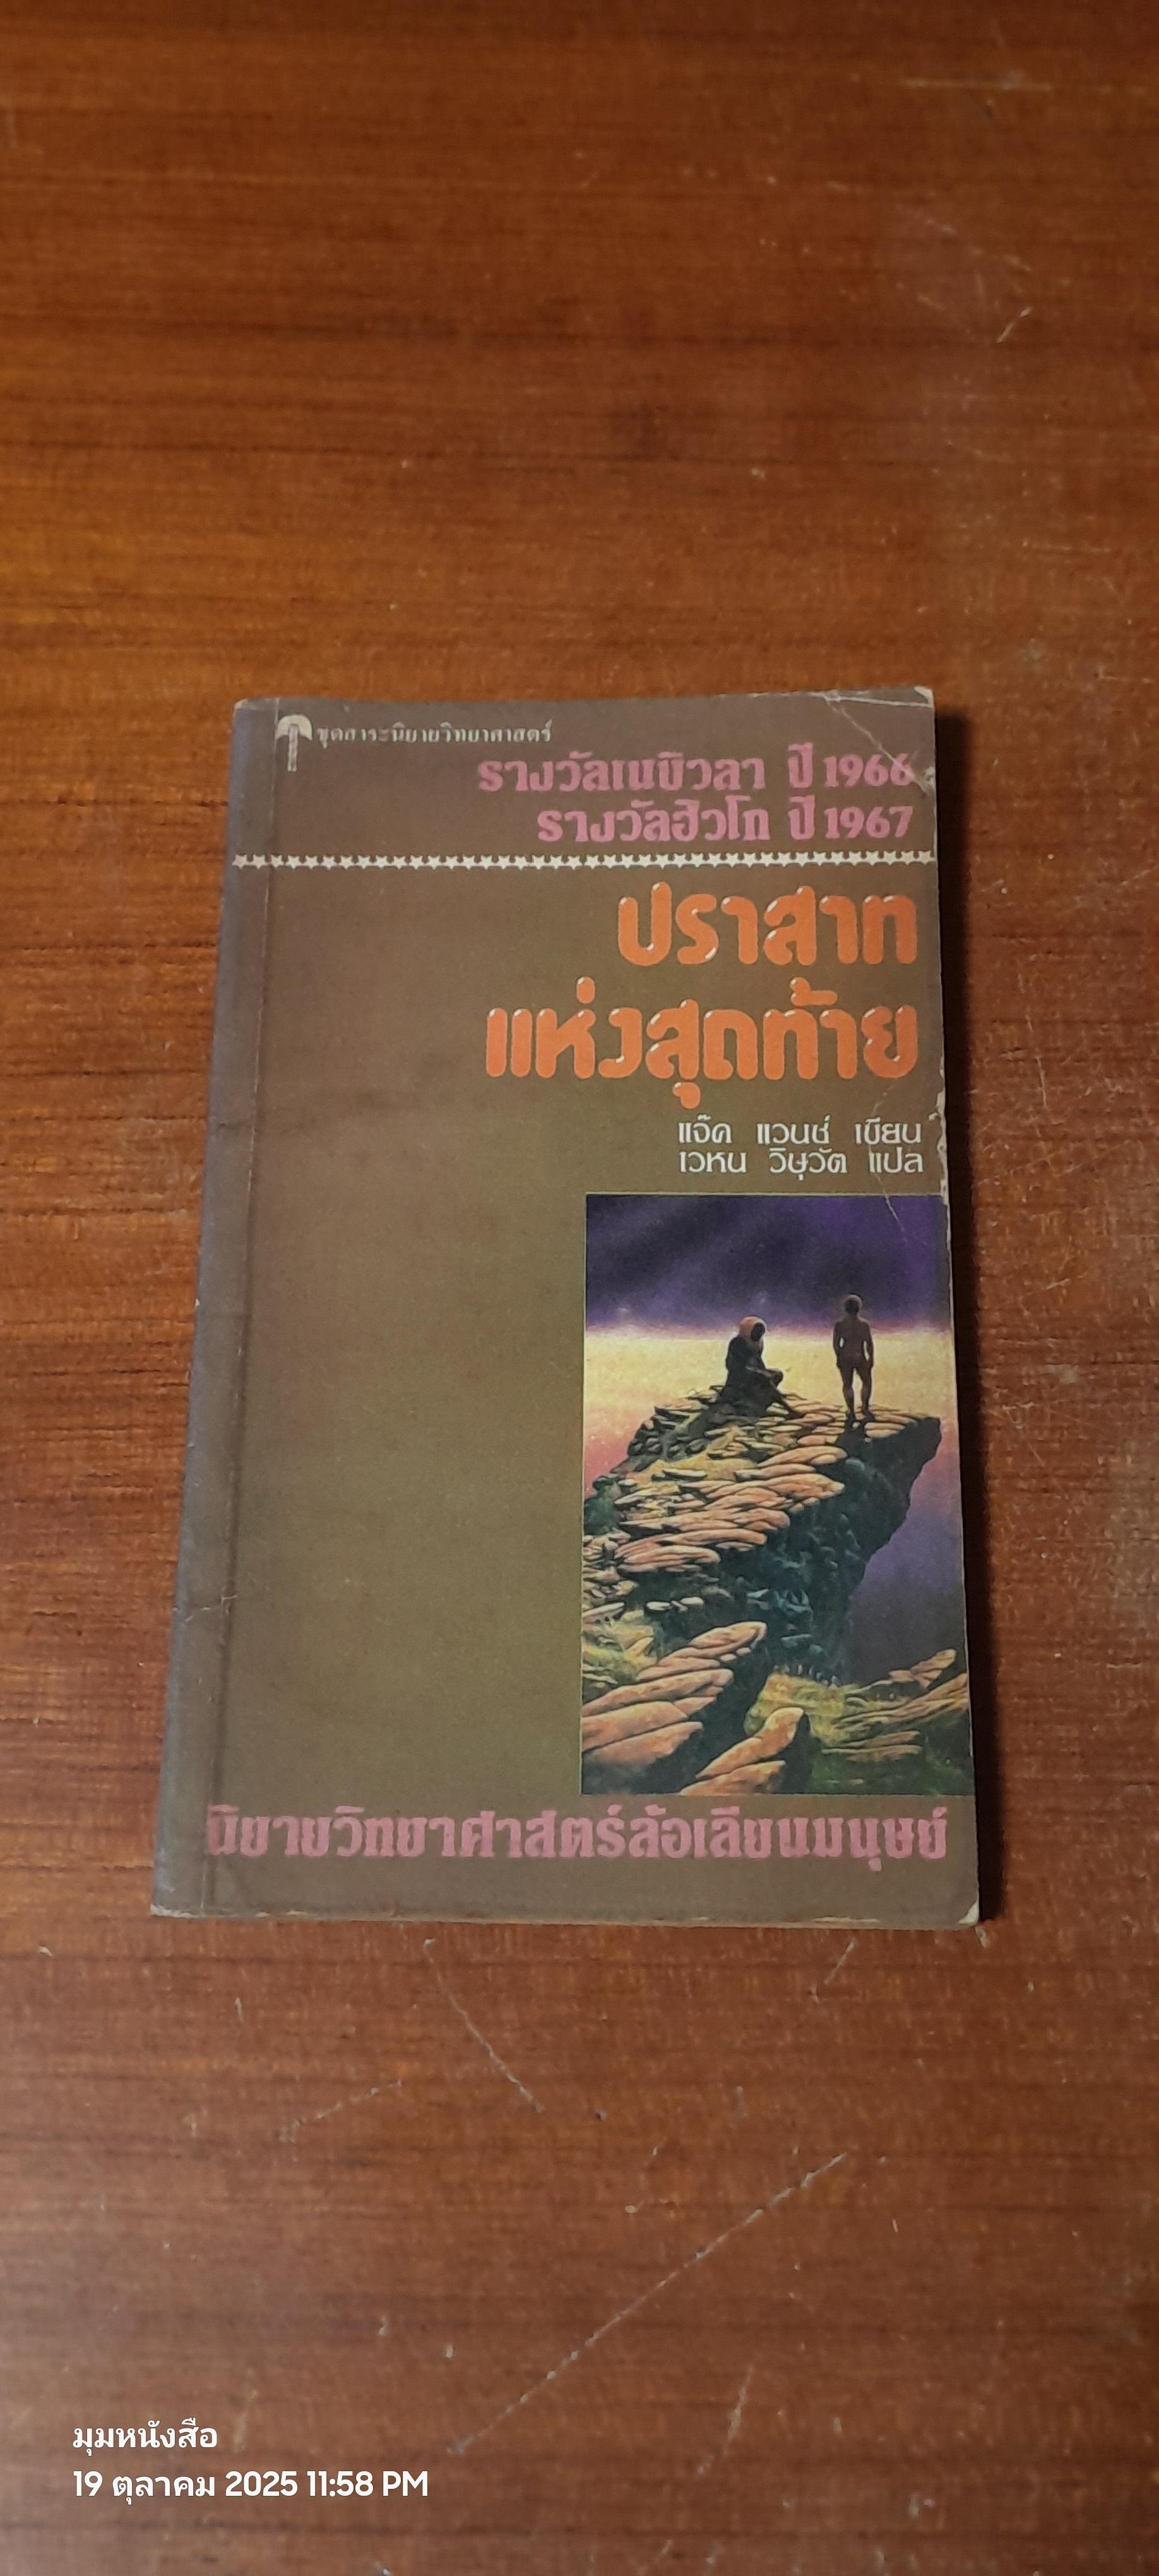 ชุดสาระนิยายวิทยาศาสตร์
รางวัลเนบิวลา ปี 1966
รางวัลฮิวโก ปี 1967
ปราสาท
แห่งสุดท้าย
แจ๊ค แวนซ์ เขียน
เวหน วิษุวัต แปล
นิยายวิทยาศาสตร์ล้อเลียนมนุษย์
มุมหนังสือ
19 ตุลาคม 2025 11:58 PM